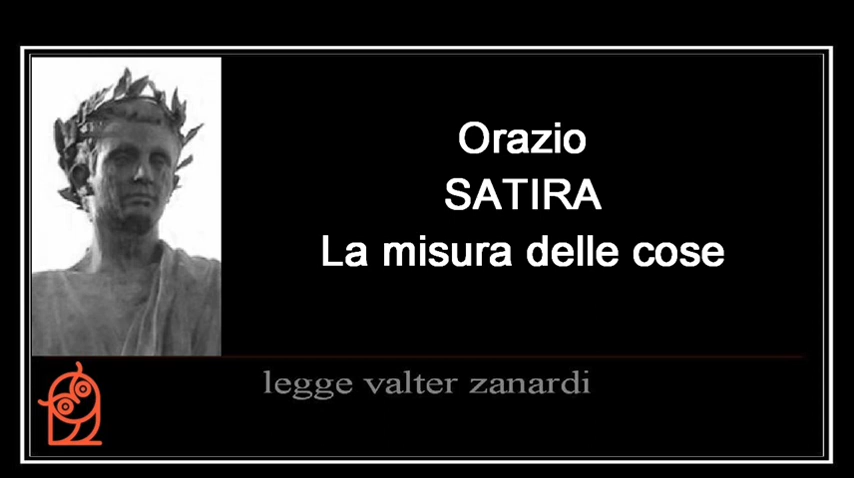 Orazio
SATIRA
La misura delle cose
legge valter zanardi